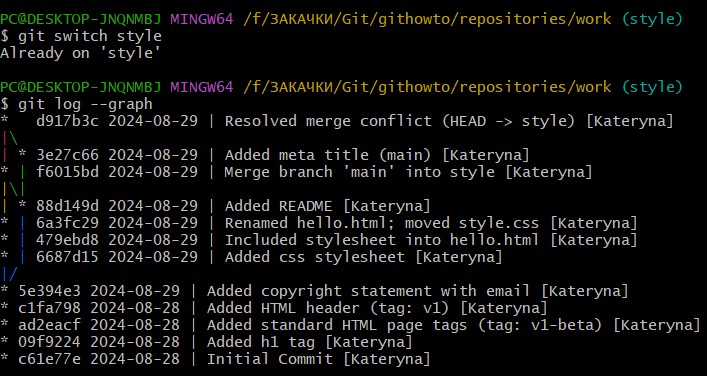 PC@DESKTOP-JNQNMBJ MINGW64 /f/ЗАКАЧКИ/Git/githowto/repositories/work (style)
$ git switch style
Already on 'style'
PC@DESKTOP-JNQNMBJ MINGW64 /f/ЗАКАЧКИ/Git/githowto/repositories/work (style)
$ git log --graph
*   d917b3c 2024-08-29 | Resolved merge conflict (HEAD -> style) [Kateryna]
|\
| * 3e27c66 2024-08-29 | Added meta title (main) [Kateryna]
* | f6015bd 2024-08-29 | Merge branch 'main' into style [Kateryna]
|\|
| * 88d149d 2024-08-29 | Added README [Kateryna]
* | 6a3fc29 2024-08-29 | Renamed hello.html; moved style.css [Kateryna]
* | 479ebd8 2024-08-29 | Included stylesheet into hello.html [Kateryna]
* | 6687d15 2024-08-29 | Added css stylesheet [Kateryna]
|/
* 5e394e3 2024-08-29 | Added copyright statement with email [Kateryna]
* c1fa798 2024-08-28 | Added HTML header (tag: v1) [Kateryna]
* ad2eacf 2024-08-28 | Added standard HTML page tags (tag: v1-beta) [Kateryna]
* 09f9224 2024-08-28 | Added h1 tag [Kateryna]
* c61e77e 2024-08-28 | Initial Commit [Kateryna]